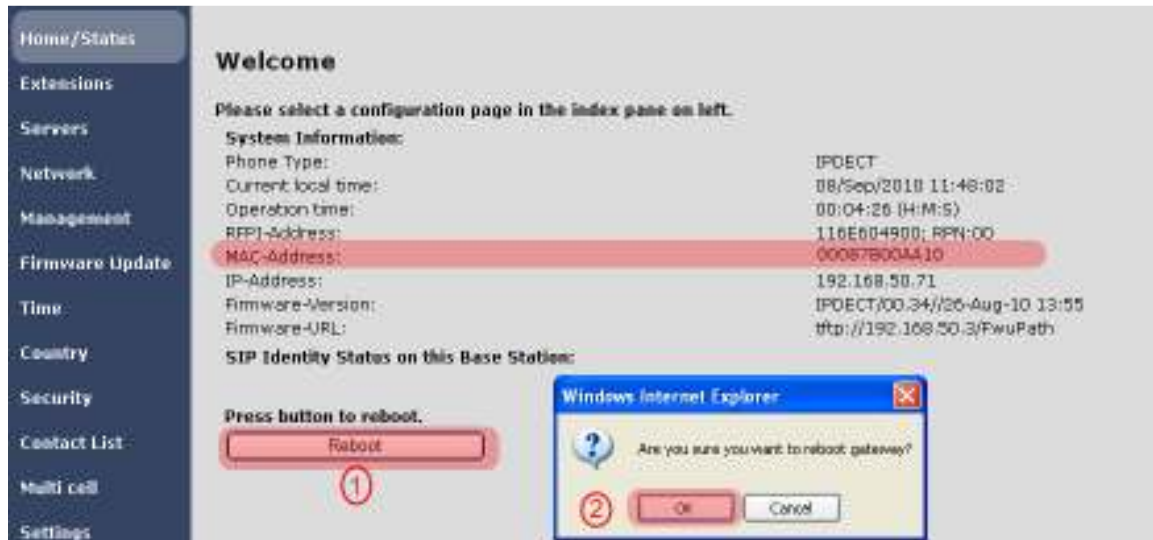 Home/Status
Extensions
Servers
Network
Management
Firmware Update
Time
Country
Security
Contact List
Multi cell
Settings
Welcome
Please select a configuration page in the index pane on left.
System Information:
Phone Type: IPDECT
Current local time: 08/Sep/2010 11:48:02
Operation time: 00:04:26 (H:M:S)
RFPI-Address: 116E604900; RPN:00
MAC-Address: 00087B00AA10
IP-Address: 192.168.50.71
Firmware-Version: IPDECT/00.34//26-Aug-10 13:55
Firmware-URL: tftp://192.168.50.3/FwuPath
SIP Identity Status on this Base Station:
Press button to reboot.
Reboot
1
Windows Internet Explorer
Are you sure you want to reboot gateway?
2
OK
Cancel